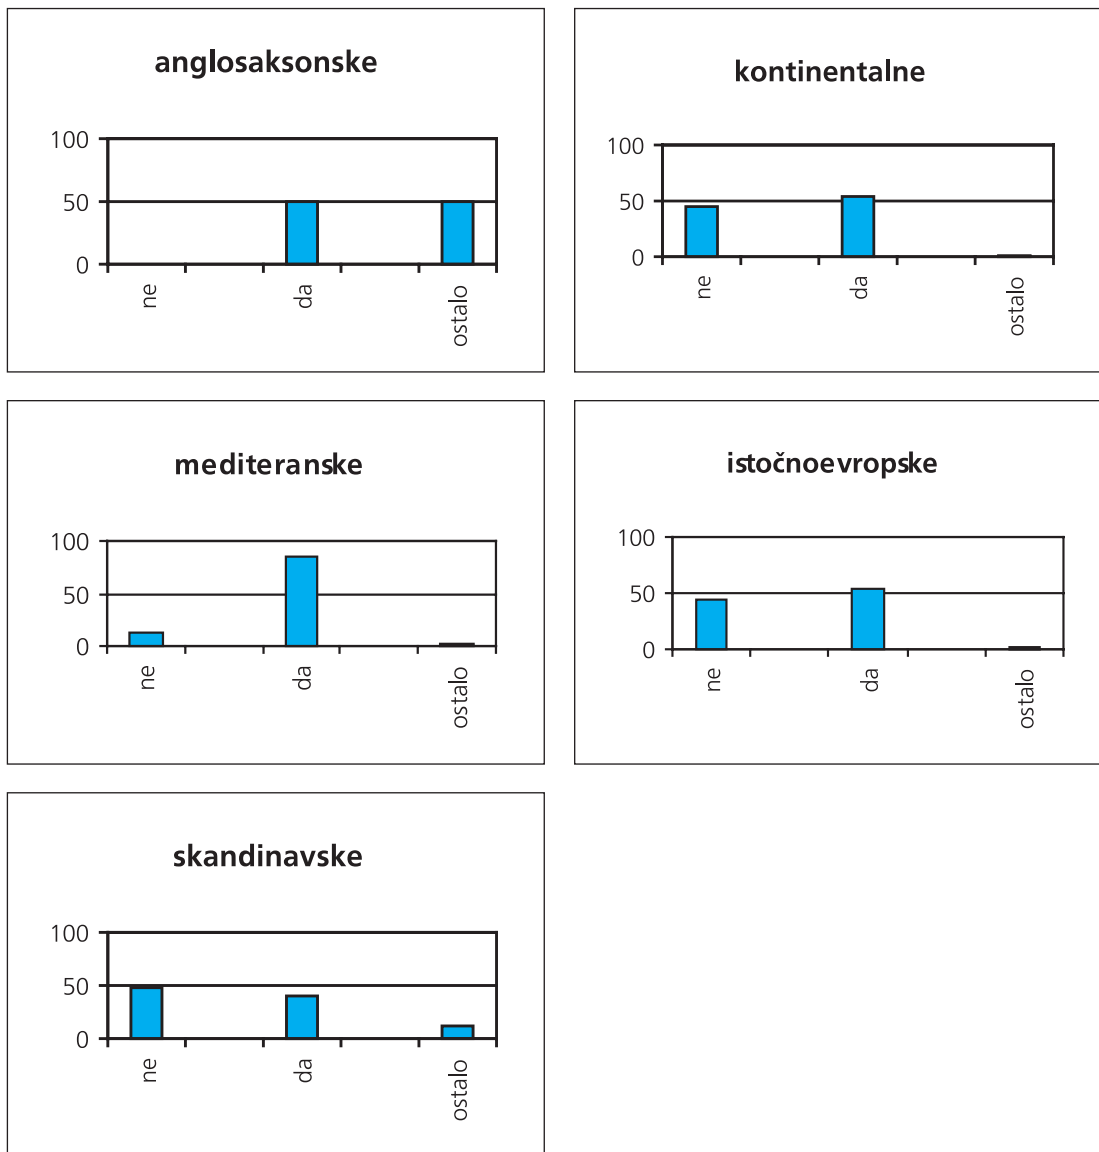 anglosaksonske
100
50
0
ne
da
ostalo
kontinentalne
100
50
0
ne
da
ostalo
mediteranske
100
50
0
ne
da
ostalo
istočnoevropske
100
50
0
ne
da
ostalo
skandinavske
100
50
0
ne
da
ostalo